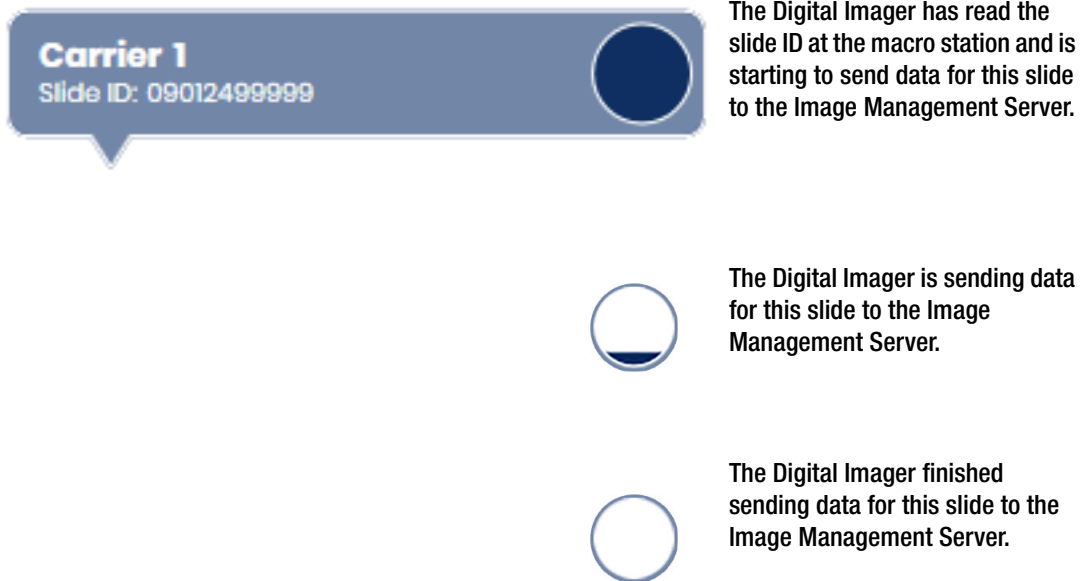 Carrier 1
Slide ID: 09012499999
The Digital Imager has read the
slide ID at the macro station and is
starting to send data for this slide
to the Image Management Server.
The Digital Imager is sending data
for this slide to the Image
Management Server.
The Digital Imager finished
sending data for this slide to the
Image Management Server.